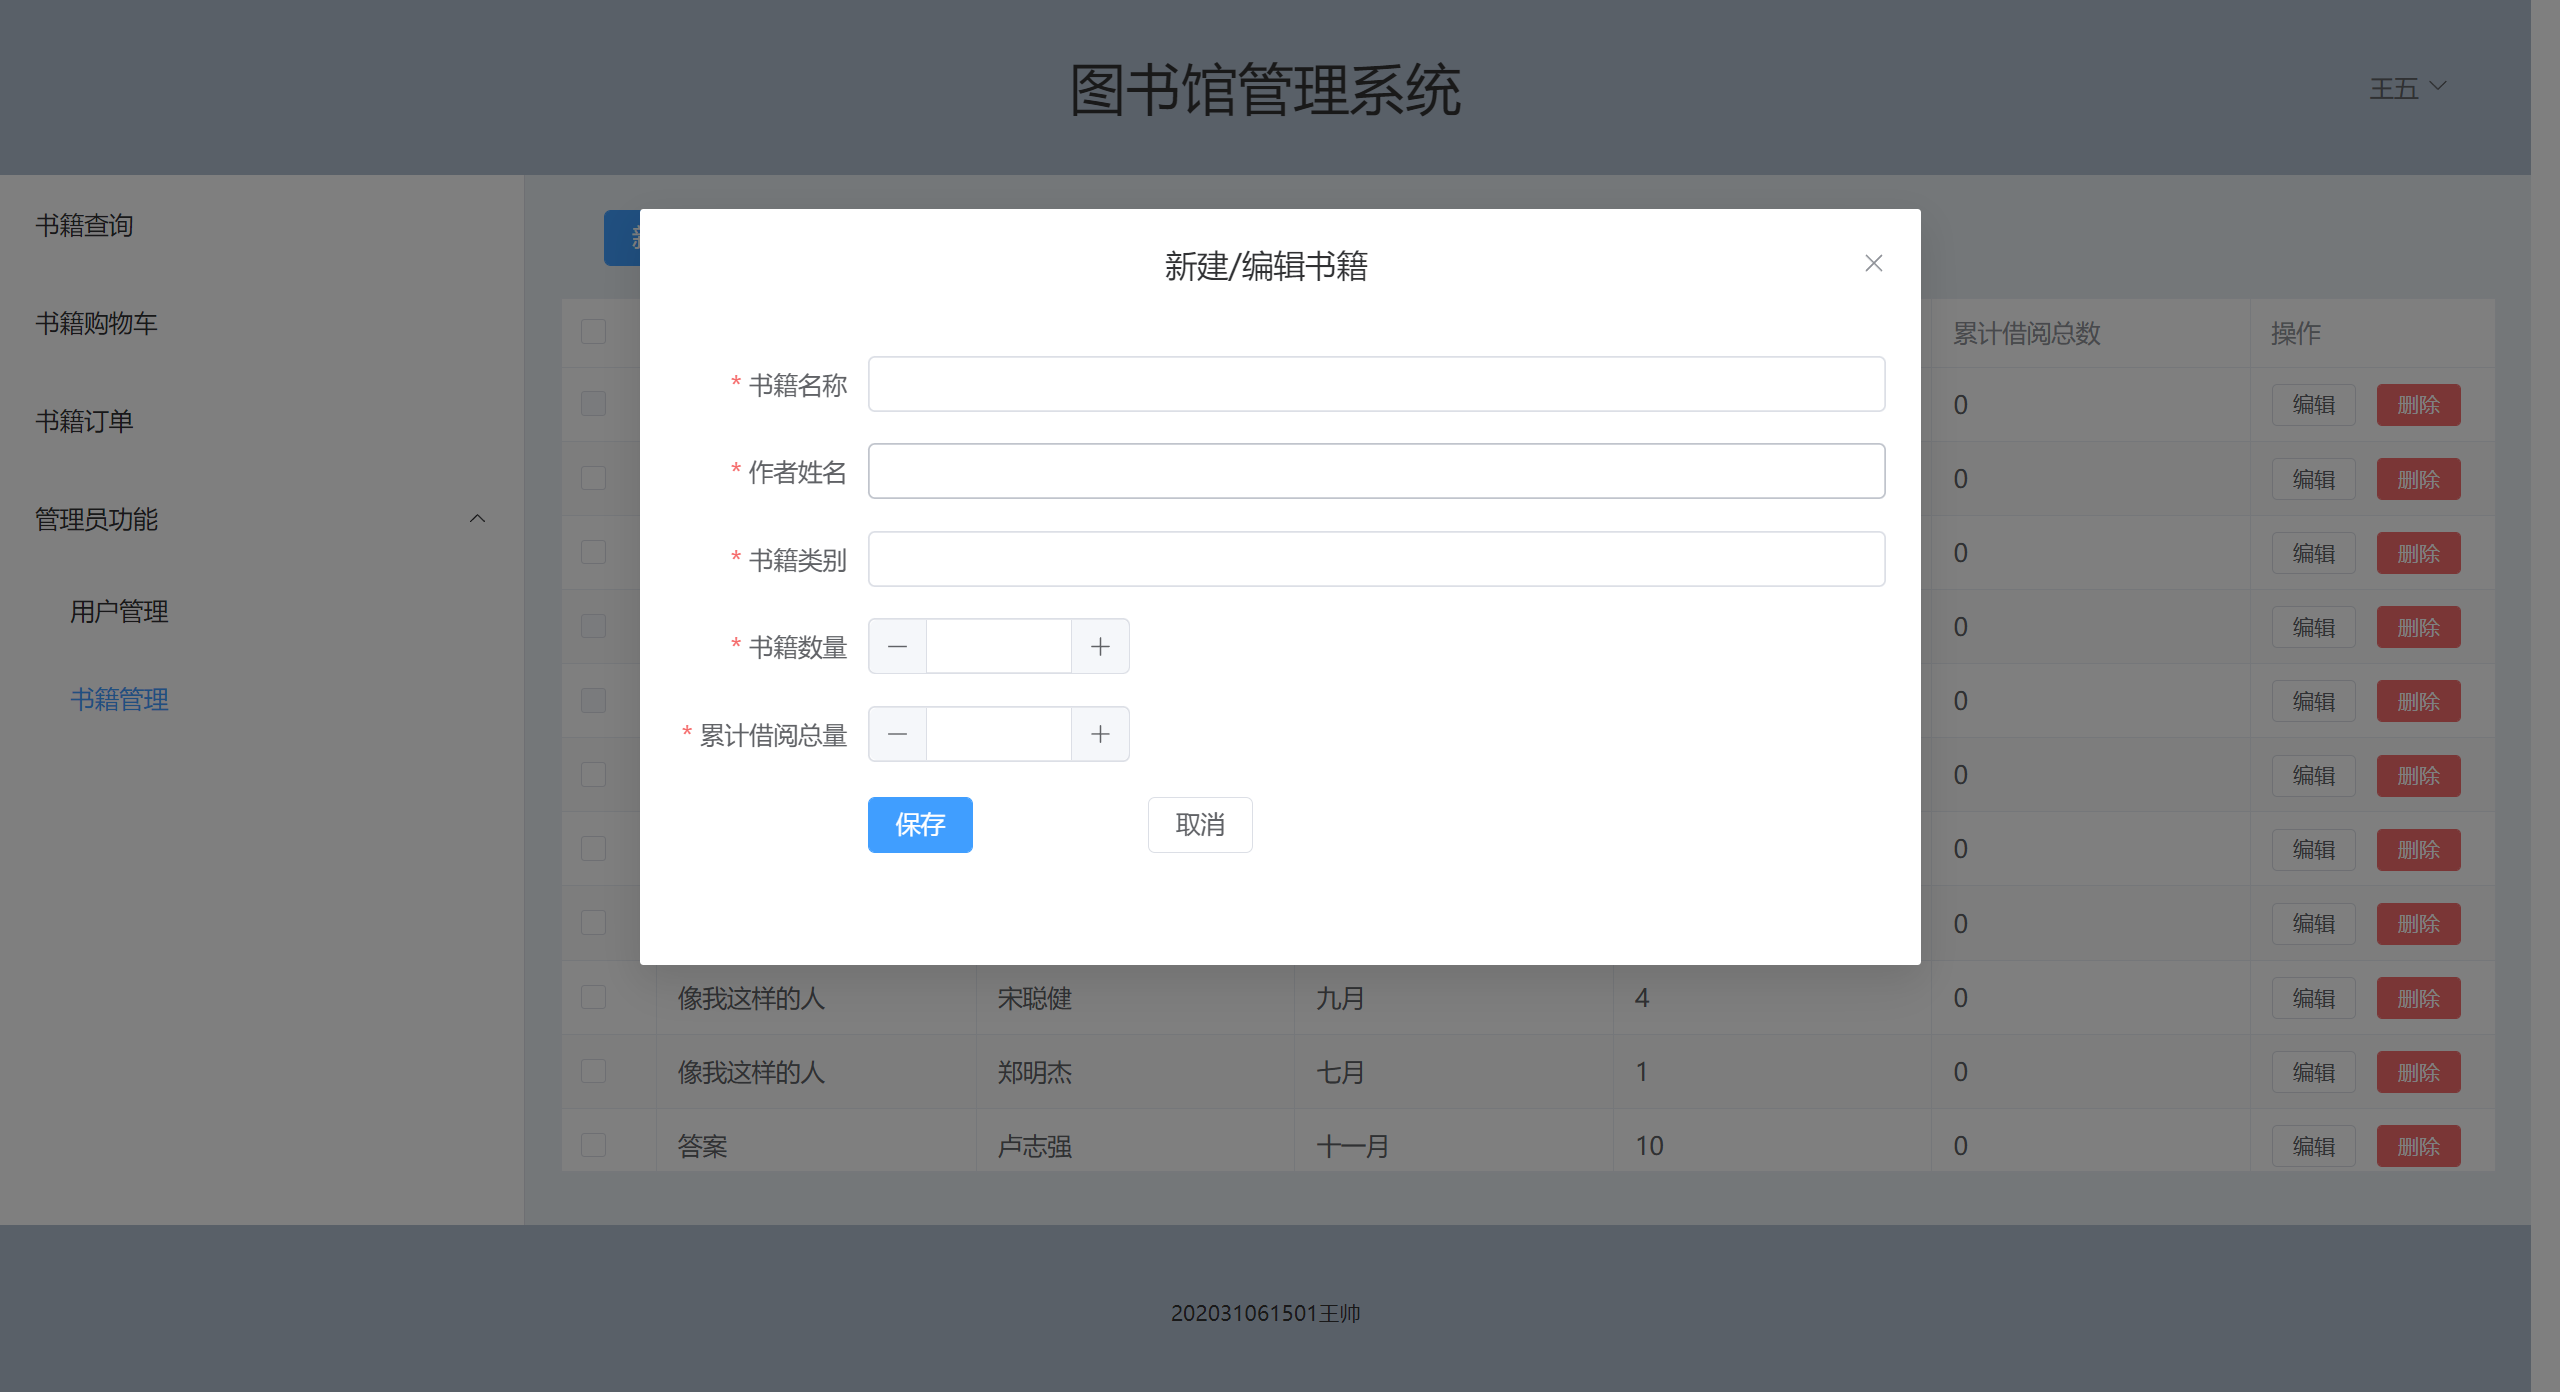 图书馆管理系统
王五
书籍查询
书籍购物车
书籍订单
管理员功能
用户管理
书籍管理
新建/编辑书籍
* 书籍名称
* 作者姓名
* 书籍类别
* 书籍数量
* 累计借阅总量
保存 取消
累计借阅总数 操作
0 编辑 删除
0 编辑 删除
0 编辑 删除
0 编辑 删除
0 编辑 删除
0 编辑 删除
0 编辑 删除
0 编辑 删除
像我这样的人 宋聪健 九月 4 0 编辑 删除
像我这样的人 郑明杰 七月 1 0 编辑 删除
答案 卢志强 十一月 10 0 编辑 删除
202031061501王帅